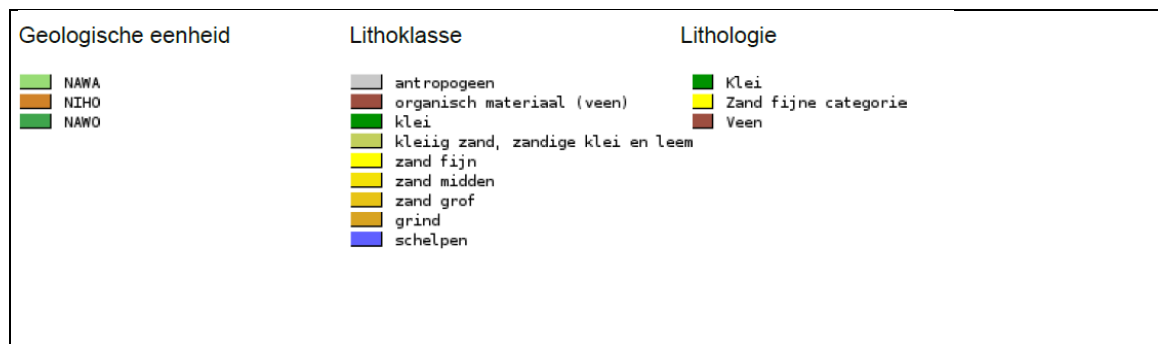 Geologische eenheid
NAWA
NIHO
NAWO
Lithoklasse
antropogeen
organisch materiaal (veen)
klei
kleiig zand, zandige klei en leem
zand fijn
zand midden
zand grof
grind
schelpen
Lithologie
Klei
Zand fijne categorie
Veen